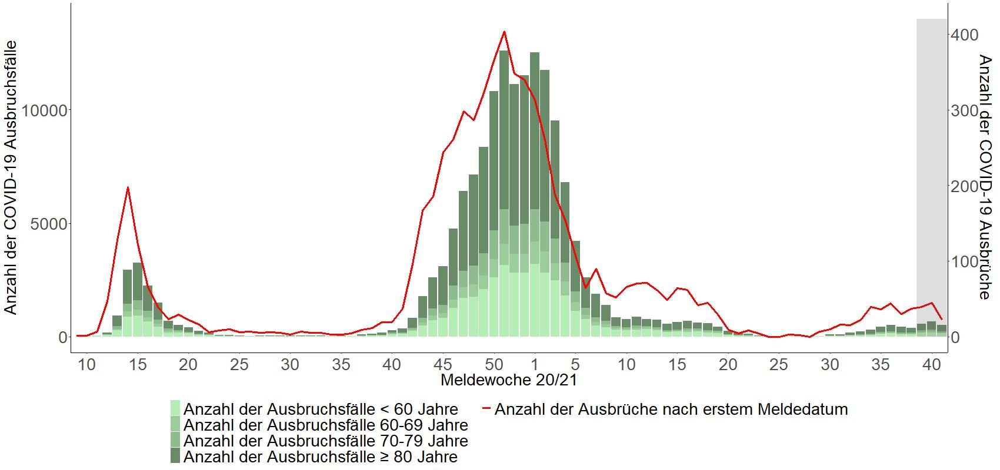 Anzahl der COVID-19 Ausbruchsfälle
10000
5000
0
400
300
200
100
0
Anzahl der COVID-19 Ausbrüche
10 15 20 25 30 35 40 45 50 1 5 10 15 20 25 30 35 40
Meldewoche 20/21
Anzahl der Ausbruchsfälle < 60 Jahre
Anzahl der Ausbruchsfälle 60-69 Jahre
Anzahl der Ausbruchsfälle 70-79 Jahre
Anzahl der Ausbruchsfälle ≥ 80 Jahre
Anzahl der Ausbrüche nach erstem Meldedatum